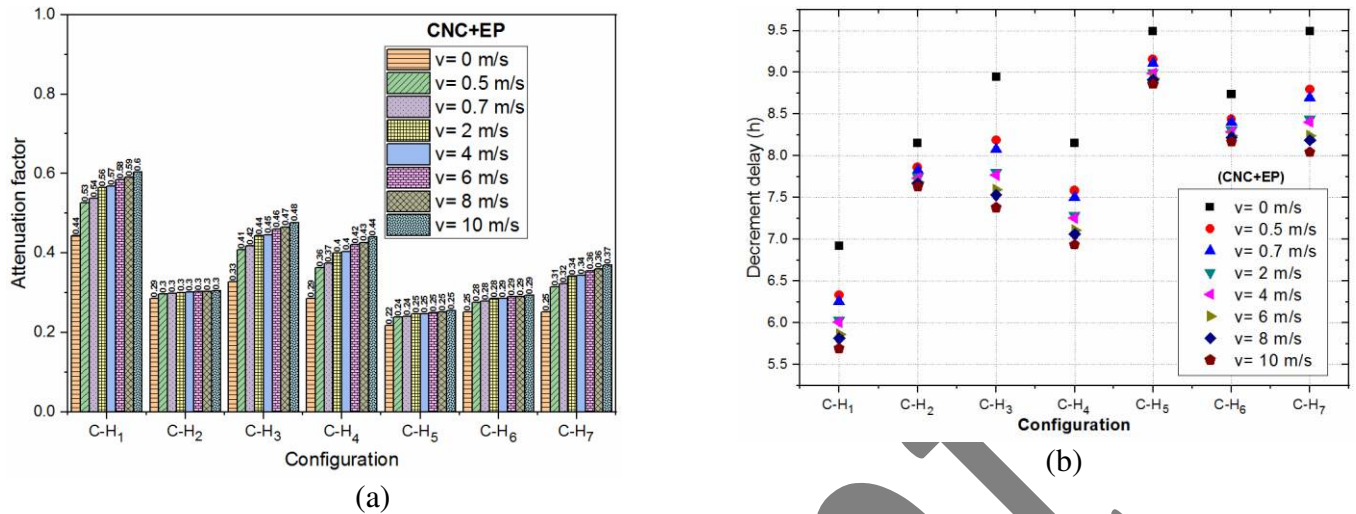 1.0
0.8
0.6
0.4
0.2
0.0
Attenuation factor
CNC+EP
v= 0 m/s
v= 0.5 m/s
v= 0.7 m/s
v= 2 m/s
v= 4 m/s
v= 6 m/s
v= 8 m/s
v= 10 m/s
0.44 0.53 0.54 0.56 0.57 0.58 0.59 0.6
0.29 0.3 0.3 0.3 0.3 0.3 0.3 0.3
0.33 0.41 0.42 0.44 0.45 0.46 0.47 0.48
0.29 0.36 0.37 0.4 0.4 0.42 0.43 0.44
0.22 0.24 0.24 0.25 0.25 0.25 0.25 0.25
0.25 0.28 0.28 0.28 0.29 0.29 0.29 0.29
0.25 0.31 0.32 0.34 0.34 0.36 0.36 0.37
C-H1 C-H2 C-H3 C-H4 C-H5 C-H6 C-H7
Configuration
(a)
9.5
9.0
8.5
8.0
7.5
7.0
6.5
6.0
5.5
Decrement delay (h)
(CNC+EP)
v= 0 m/s
v= 0.5 m/s
v= 0.7 m/s
v= 2 m/s
v= 4 m/s
v= 6 m/s
v= 8 m/s
v= 10 m/s
C-H1 C-H2 C-H3 C-H4 C-H5 C-H6 C-H7
Configuration
(b)